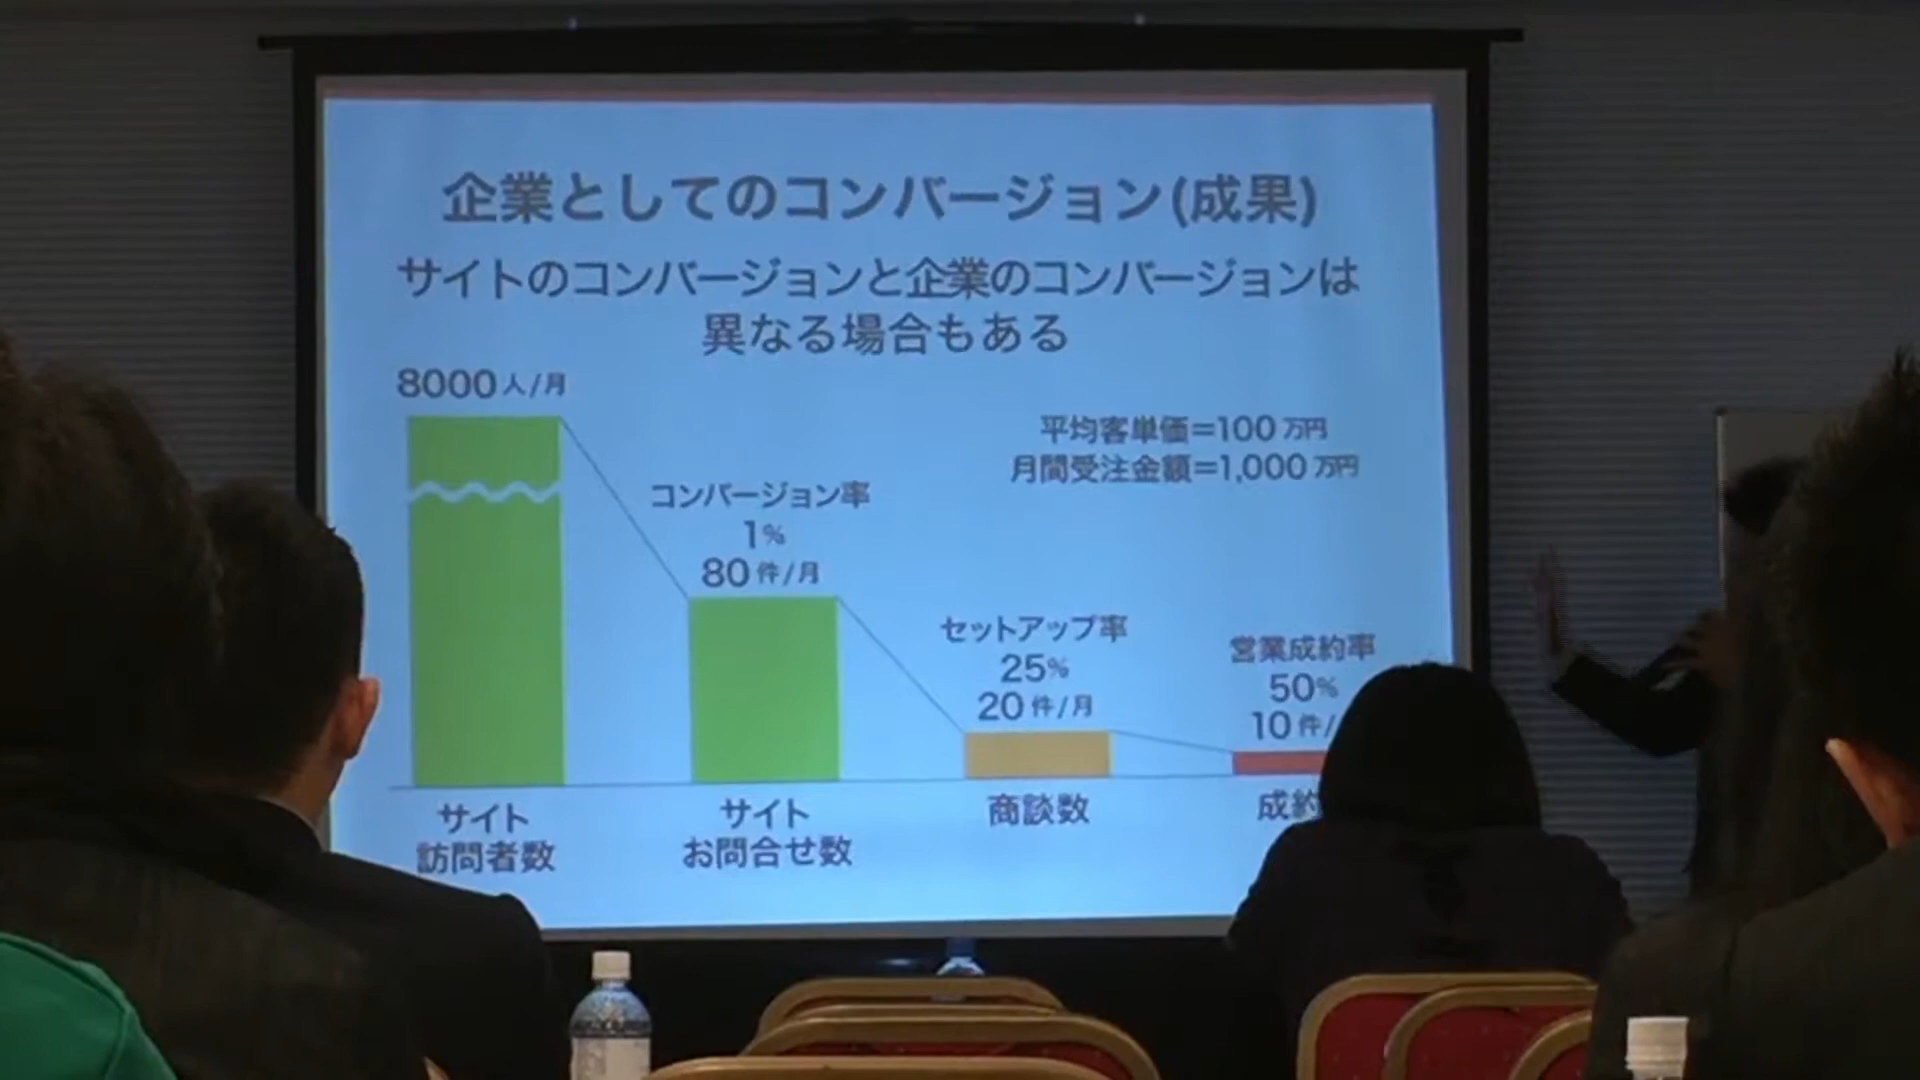 企業としてのコンバージョン(成果)
サイトのコンバージョンと企業のコンバージョンは
異なる場合もある
8000人/月
平均客単価=100万円
月間受注金額=1,000万円
コンバージョン率
1%
80件/月
セットアップ率
25%
20件/月
営業成約率
50%
10件/
サイト
訪問者数
サイト
お問合せ数
商談数
成約